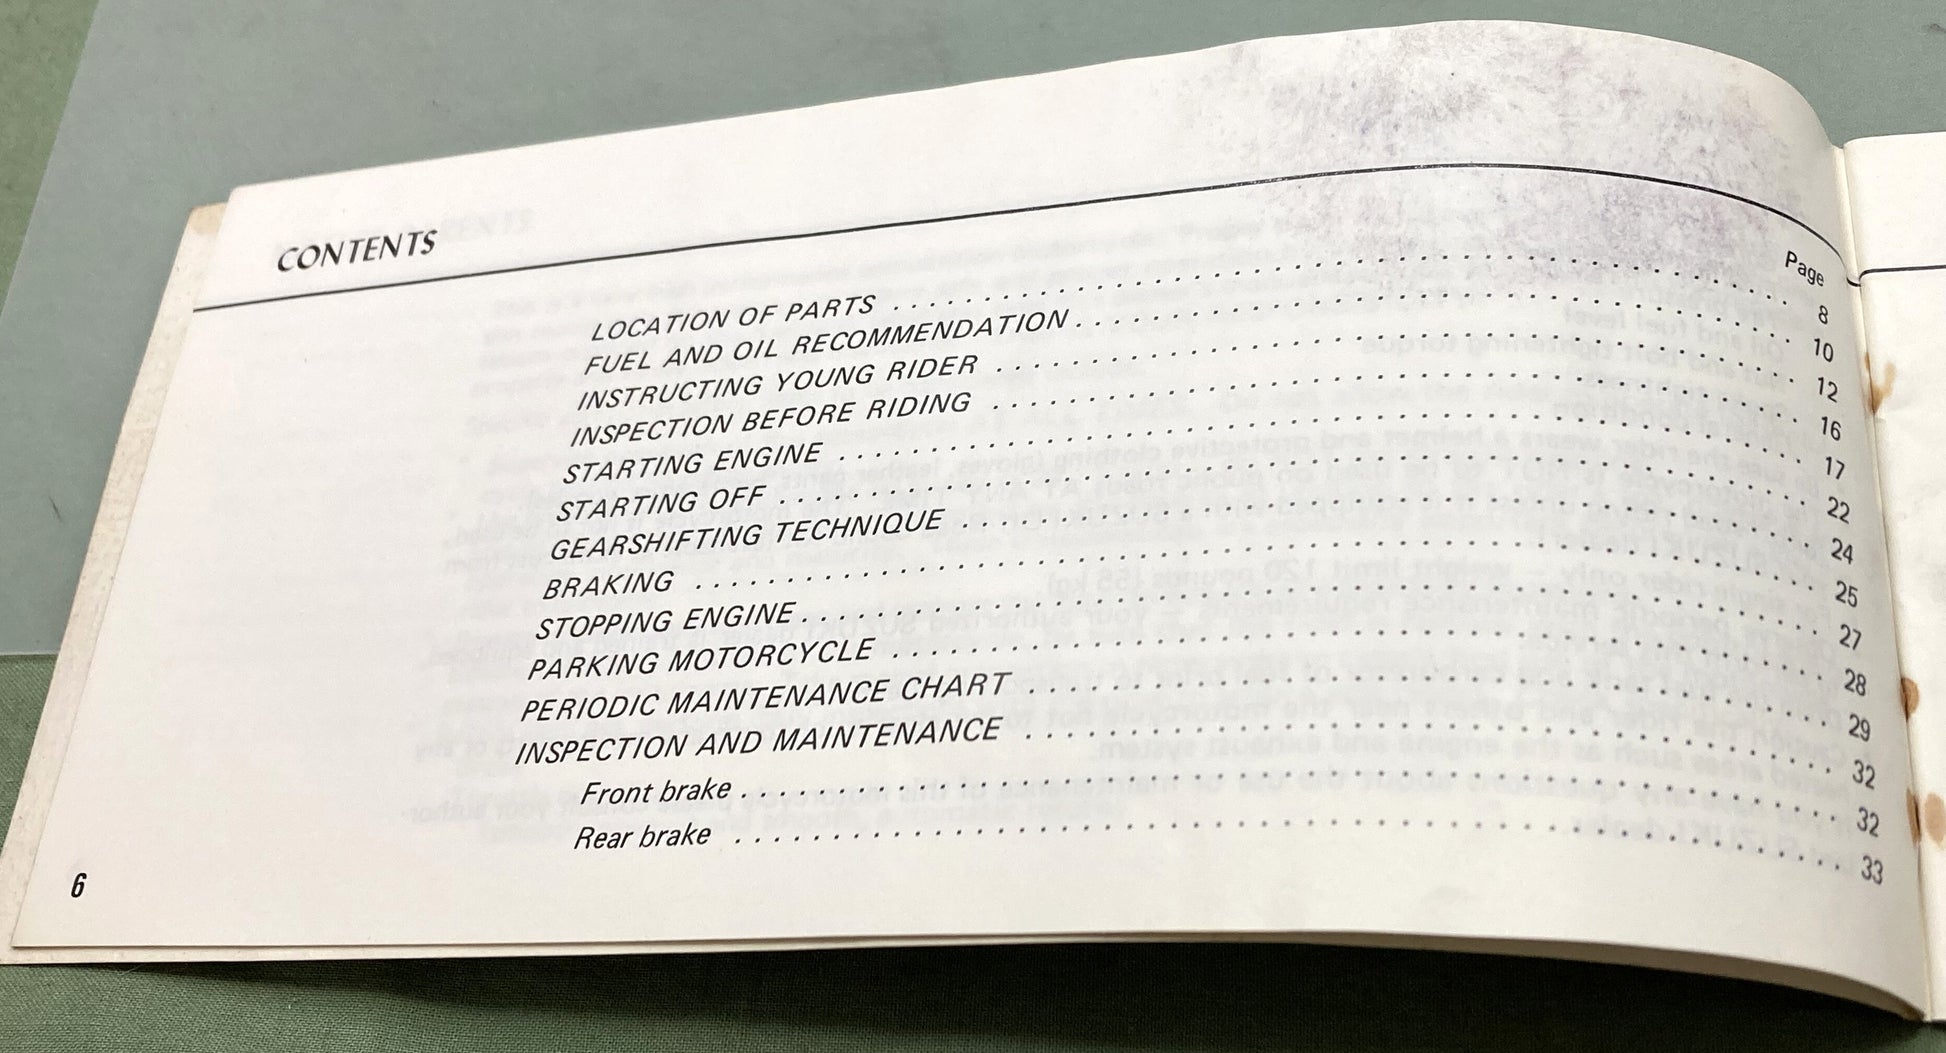 CONTENTS
Page
LOCATION OF PARTS . . . . . . . . . . . . . . . . . . . . . . . . . . . . . . 8
FUEL AND OIL RECOMMENDATION . . . . . . . . . . . . . . . . . . . . . . . . 10
INSTRUCTING YOUNG RIDER . . . . . . . . . . . . . . . . . . . . . . . . . . 12
INSPECTION BEFORE RIDING . . . . . . . . . . . . . . . . . . . . . . . . . . 16
STARTING ENGINE . . . . . . . . . . . . . . . . . . . . . . . . . . . . . . 17
STARTING OFF . . . . . . . . . . . . . . . . . . . . . . . . . . . . . . . . 22
GEARSHIFTING TECHNIQUE . . . . . . . . . . . . . . . . . . . . . . . . . . . 24
BRAKING . . . . . . . . . . . . . . . . . . . . . . . . . . . . . . . . . . 25
STOPPING ENGINE . . . . . . . . . . . . . . . . . . . . . . . . . . . . . . 27
PARKING MOTORCYCLE . . . . . . . . . . . . . . . . . . . . . . . . . . . . . 28
PERIODIC MAINTENANCE CHART . . . . . . . . . . . . . . . . . . . . . . . . . 29
INSPECTION AND MAINTENANCE . . . . . . . . . . . . . . . . . . . . . . . . . 32
Front brake . . . . . . . . . . . . . . . . . . . . . . . . . . . . . . . . . 32
Rear brake . . . . . . . . . . . . . . . . . . . . . . . . . . . . . . . . . 33
6